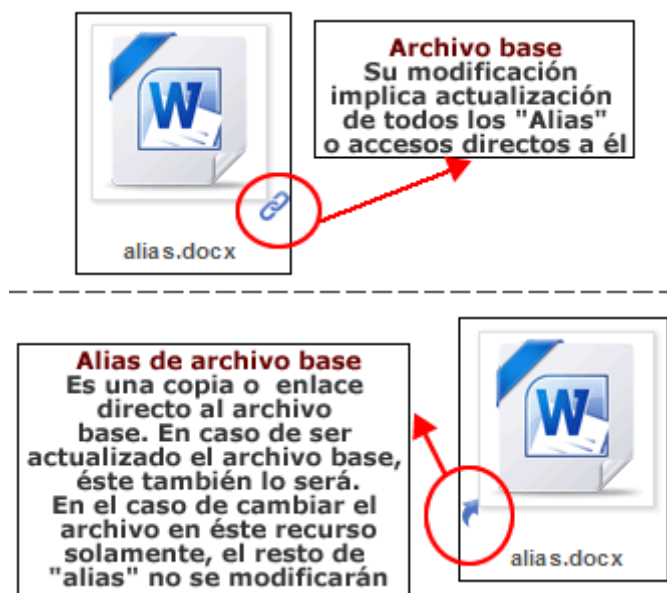 Archivo base
Su modificación
implica actualización
de todos los "Alias"
o accesos directos a él
W
alias.docx
Alias de archivo base
Es una copia o enlace
directo al archivo
base. En caso de ser
actualizado el archivo base,
éste también lo será.
En el caso de cambiar el
archivo en éste recurso
solamente, el resto de
"alias" no se modificarán
W
alias.docx